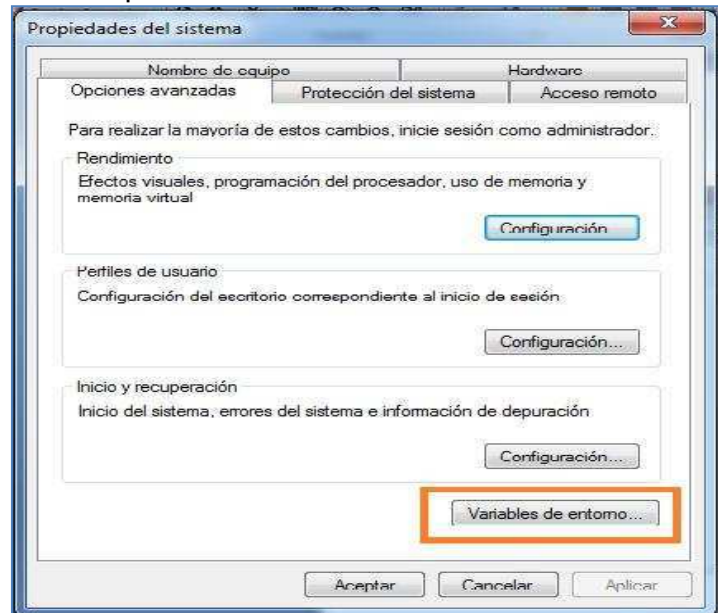 Propiedades del sistema
Nombre de equipo
Hardware
Opciones avanzadas
Protección del sistema
Acceso remoto
Para realizar la mayoría de estos cambios, inicie sesión como administrador.
Rendimiento
Efectos visuales, programación del procesador, uso de memoria y
memoria virtual
Configuración...
Perfiles de usuario
Configuración del escritorio correspondiente al inicio de sesión
Configuración...
Inicio y recuperación
Inicio del sistema, errores del sistema e información de depuración
Configuración...
Variables de entorno...
Aceptar
Cancelar
Aplicar